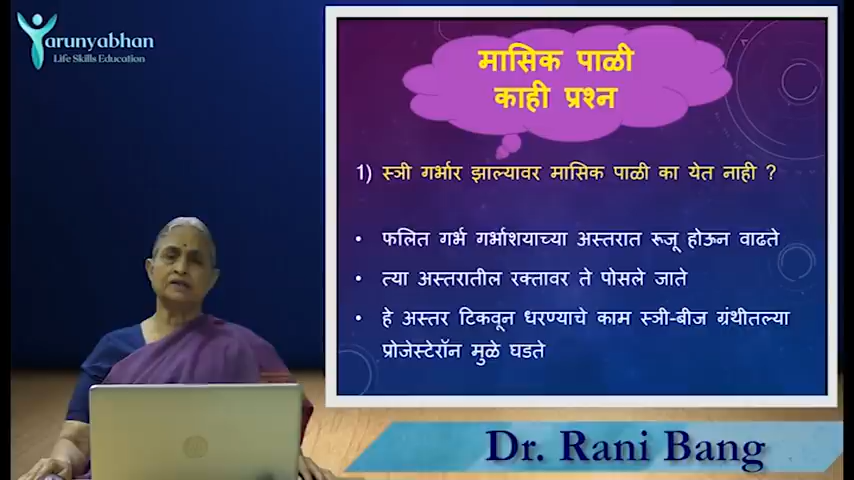 Tarunyabhan
Life Skills Education
मासिक पाळी
काही प्रश्न
1) स्त्री गर्भार झाल्यावर मासिक पाळी का येत नाही ?
• फलित गर्भ गर्भाशयाच्या अस्तरात रूजू होऊन वाढते
• त्या अस्तरातील रक्तावर ते पोसले जाते
• हे अस्तर टिकवून धरण्याचे काम स्त्री-बीज ग्रंथीतल्या
प्रोजेस्टेरॉन मुळे घडते
Dr. Rani Bang